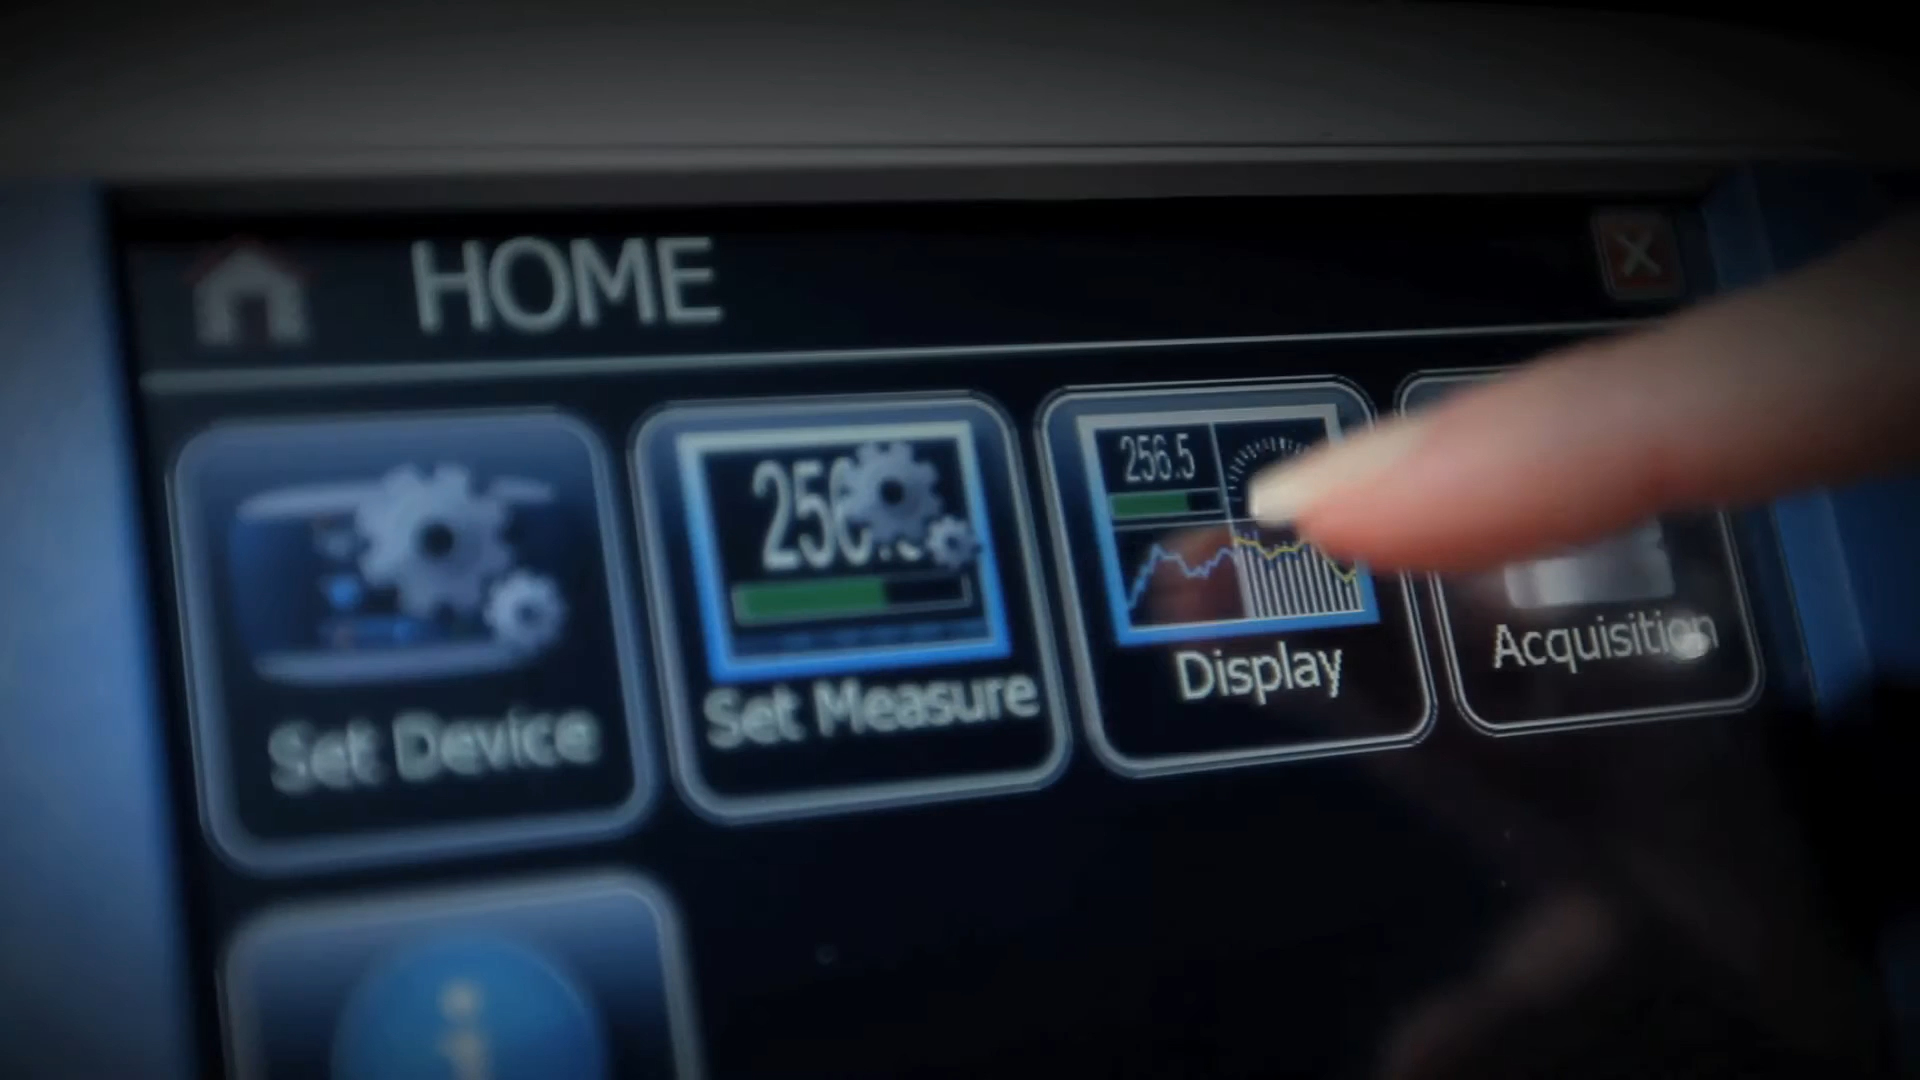 HOME
256.5
Set Device
Set Measure
Display
Acquisition